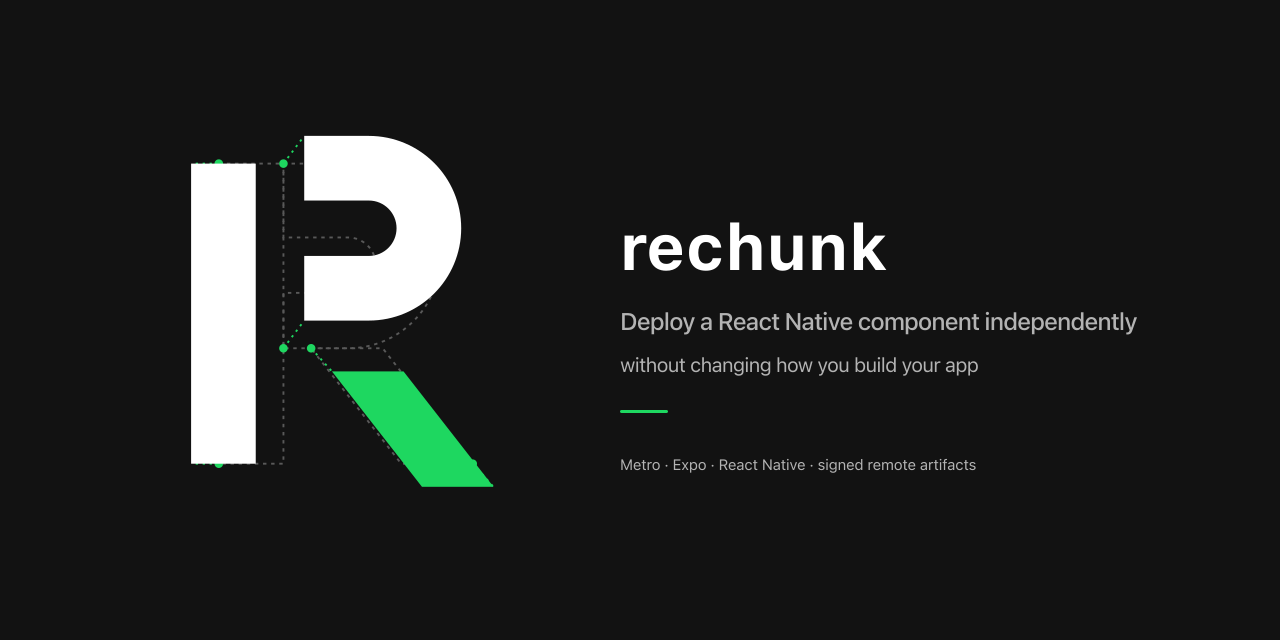 R
rechunk
Deploy a React Native component independently
without changing how you build your app
Metro · Expo · React Native · signed remote artifacts